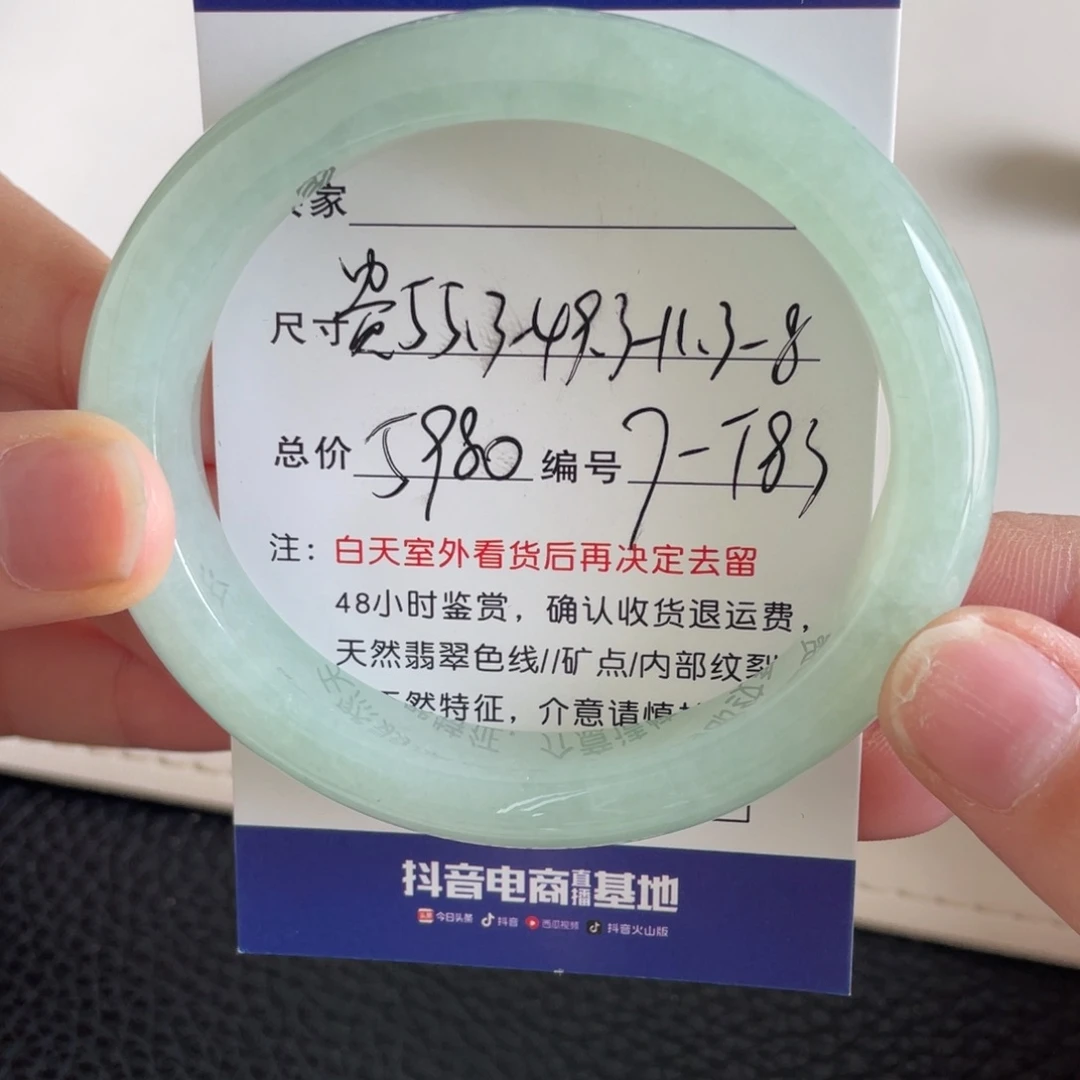 家
尺寸 贵55.3-49.3-11.3-8
总价 5980 编号 7-T83
注：白天室外看货后再决定去留
48小时鉴赏，确认收货退运费，
天然翡翠色线//矿点/内部纹裂
然特征，介意请慎
抖音电商直播基地
头条 今日头条 抖音 西瓜视频 抖音火山版